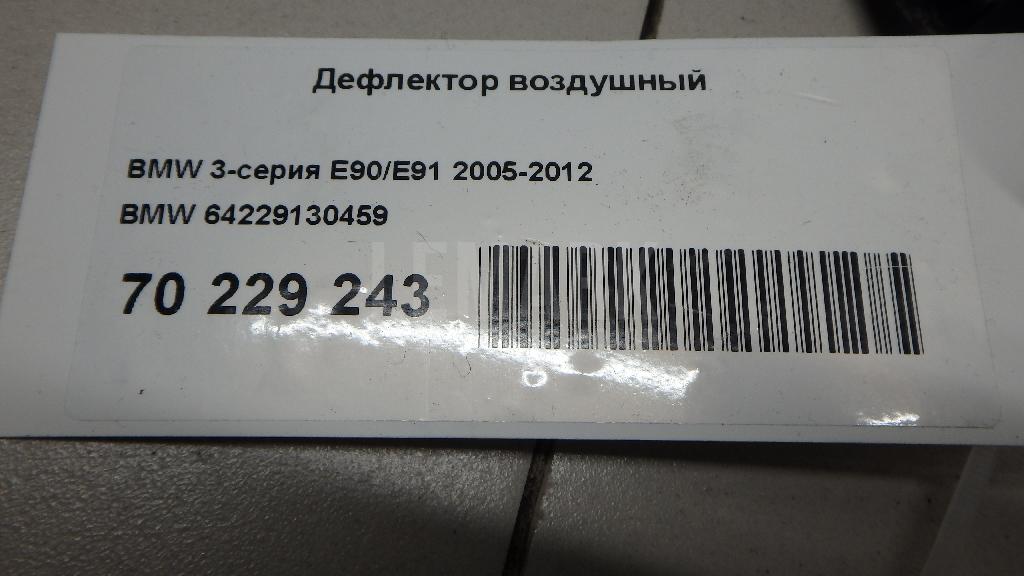 Дефлектор воздушный
BMW 3-серия E90/E91 2005-2012
BMW 64229130459
70 229 243